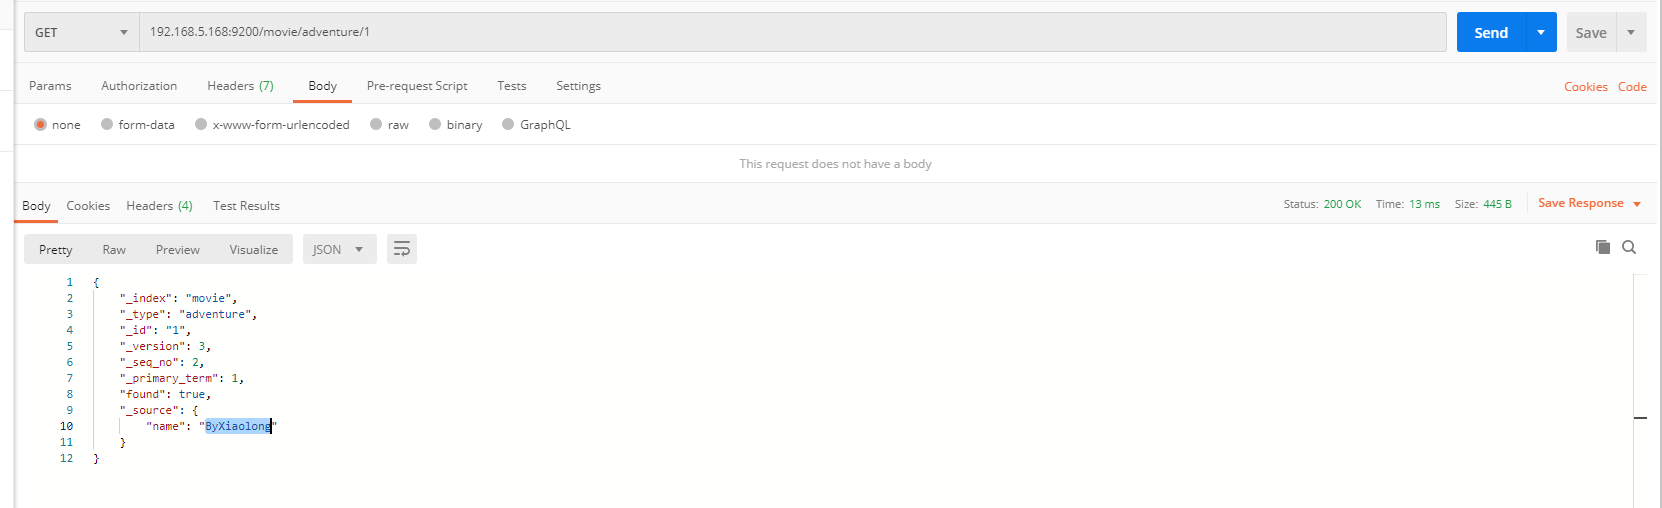 GET 192.168.5.168:9200/movie/adventure/1 Send Save
Params Authorization Headers (7) Body Pre-request Script Tests Settings Cookies Code
none form-data x-www-form-urlencoded raw binary GraphQL
This request does not have a body
Body Cookies Headers (4) Test Results Status: 200 OK Time: 13 ms Size: 445 B Save Response
Pretty Raw Preview Visualize JSON
1 {
2 "_index": "movie",
3 "_type": "adventure",
4 "_id": "1",
5 "_version": 3,
6 "_seq_no": 2,
7 "_primary_term": 1,
8 "found": true,
9 "_source": {
10 "name": "ByXiaolong"
11 }
12 }